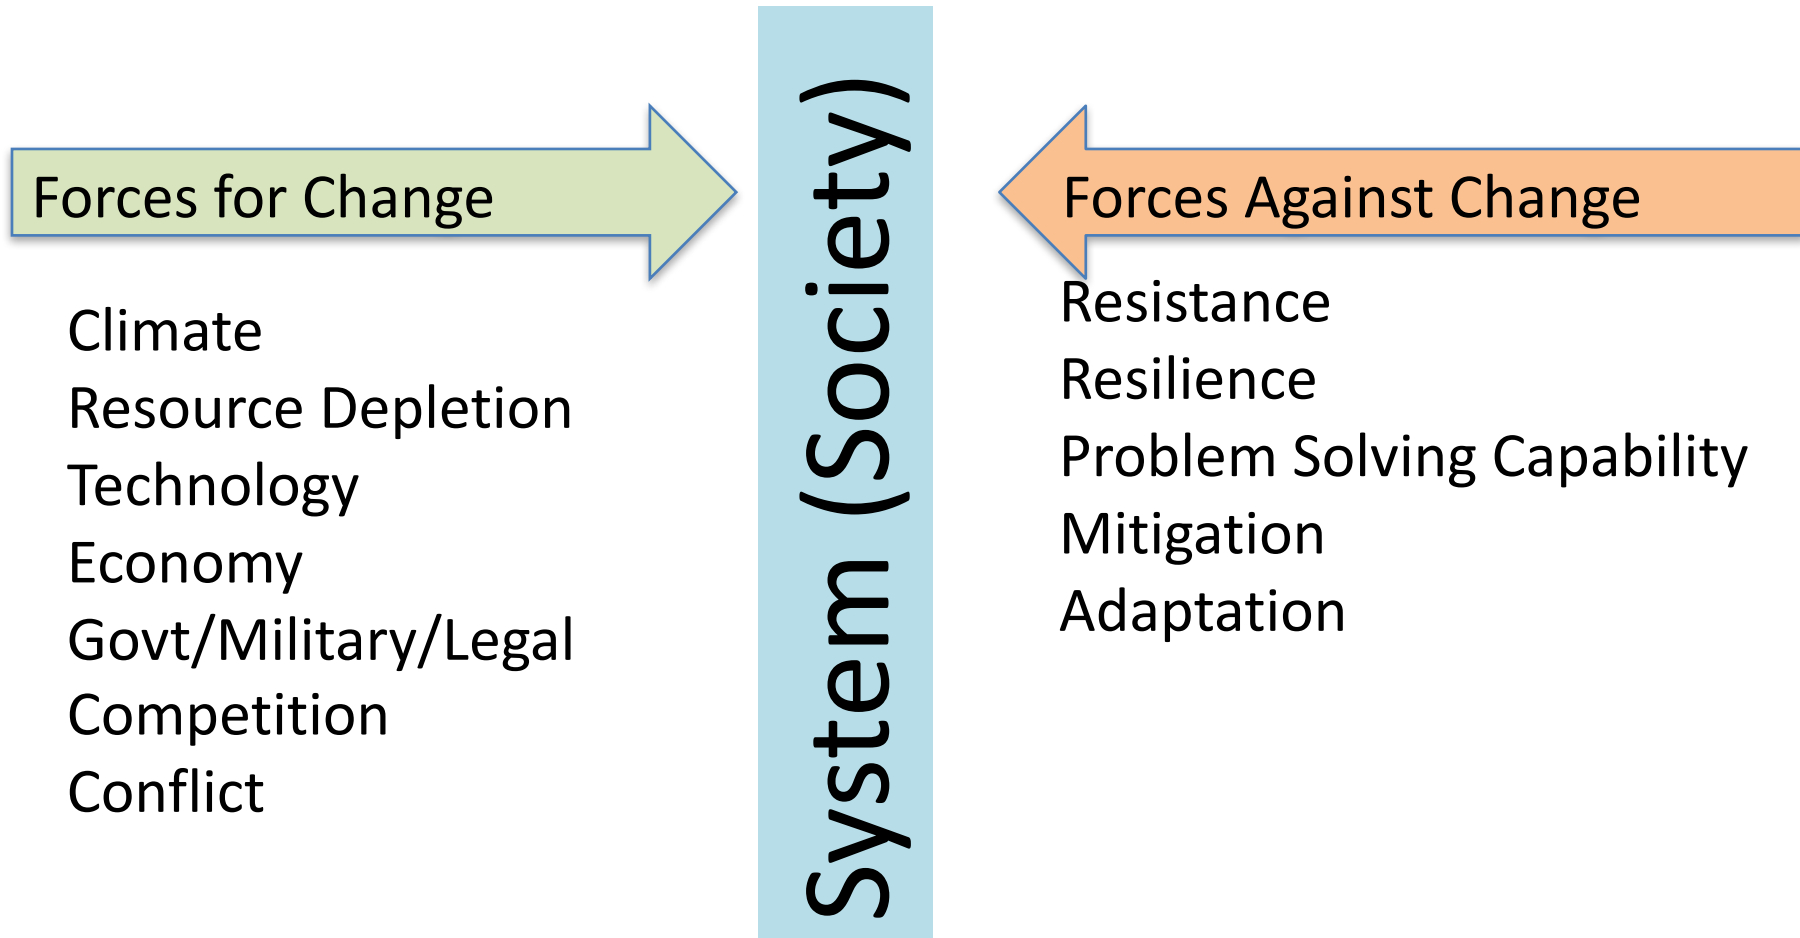 Forces for Change
Climate
Resource Depletion
Technology
Economy
Govt/Military/Legal
Competition
Conflict
System (Society)
Forces Against Change
Resistance
Resilience
Problem Solving Capability
Mitigation
Adaptation